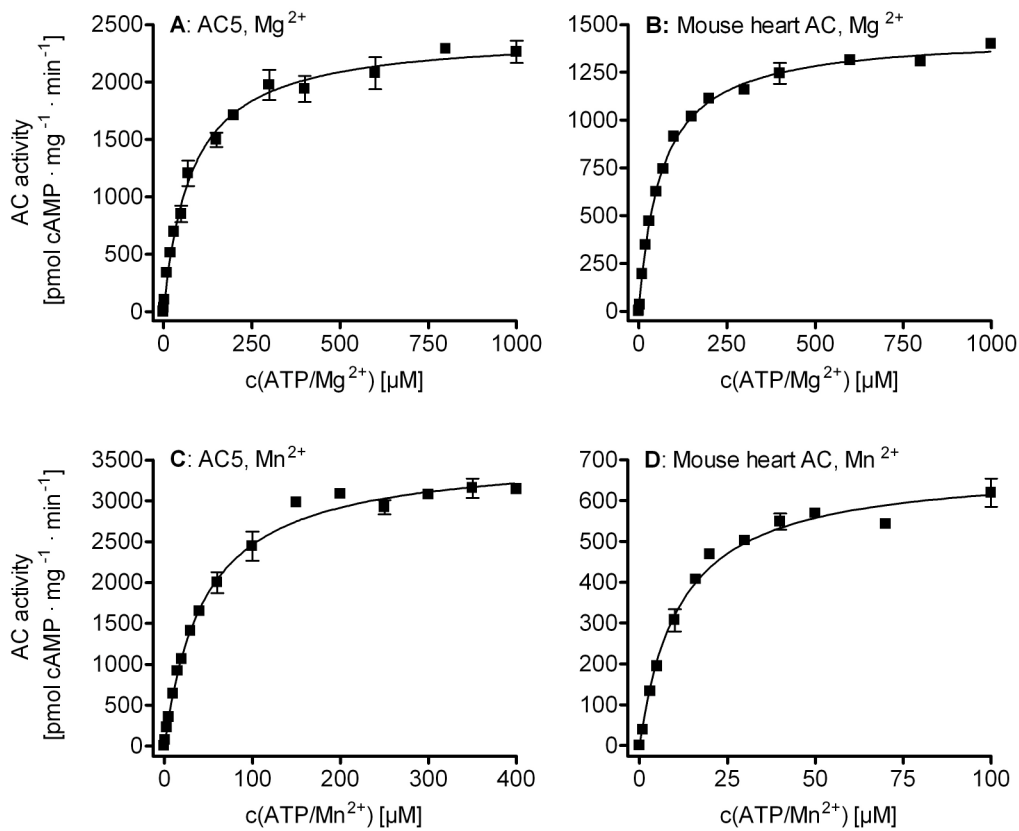 A: AC5, Mg²⁺
AC activity
[pmol cAMP · mg⁻¹ · min⁻¹]
2500
2000
1500
1000
500
0
0 250 500 750 1000
c(ATP/Mg²⁺) [µM]
B: Mouse heart AC, Mg²⁺
1500
1250
1000
750
500
1250
0
0 250 500 750 1000
c(ATP/Mg²⁺) [µM]
C: AC5, Mn²⁺
AC activity
[pmol cAMP · mg⁻¹ · min⁻¹]
3500
3000
2500
2000
1500
1000
500
0
0 100 200 300 400
c(ATP/Mn²⁺) [µM]
D: Mouse heart AC, Mn²⁺
700
600
500
400
300
200
100
0
0 25 50 75 100
c(ATP/Mn²⁺) [µM]